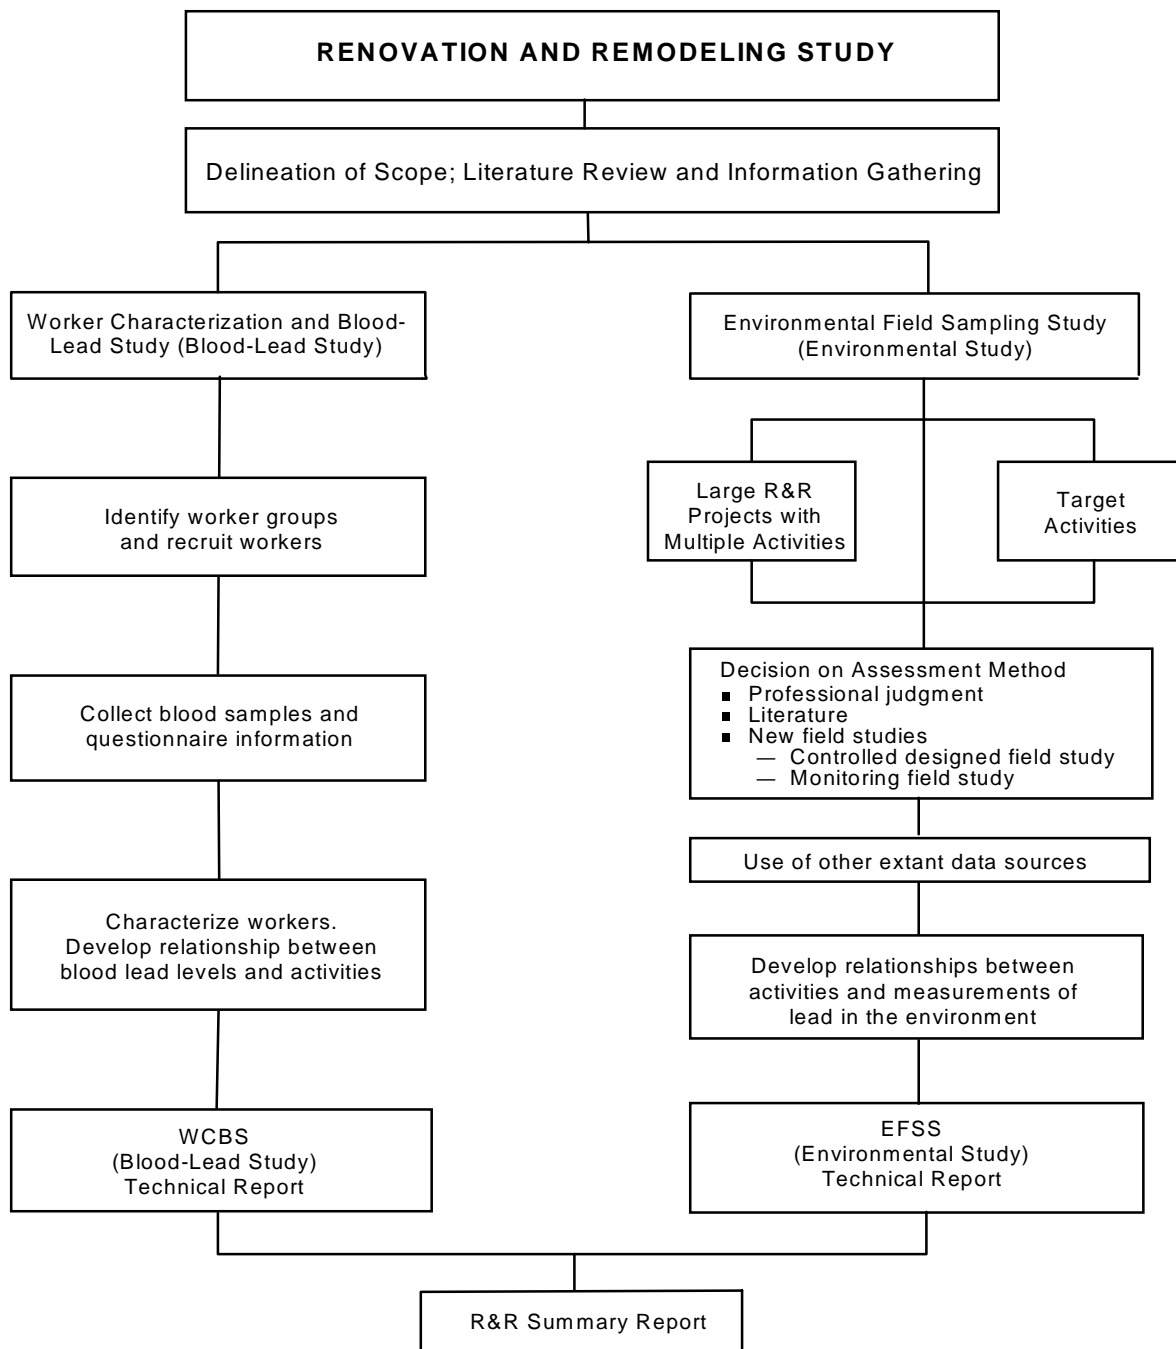 RENOVATION AND REMODELING STUDY
Delineation of Scope; Literature Review and Information Gathering
Worker Characterization and Blood-
Lead Study (Blood-Lead Study)
Identify worker groups
and recruit workers
Collect blood samples and
questionnaire information
Characterize workers.
Develop relationship between
blood lead levels and activities
WCBS
(Blood-Lead Study)
Technical Report
Environmental Field Sampling Study
(Environmental Study)
Large R&R
Projects with
Multiple Activities
Target
Activities
Decision on Assessment Method
■ Professional judgment
■ Literature
■ New field studies
— Controlled designed field study
— Monitoring field study
Use of other extant data sources
Develop relationships between
activities and measurements of
lead in the environment
EFSS
(Environmental Study)
Technical Report
R&R Summary Report